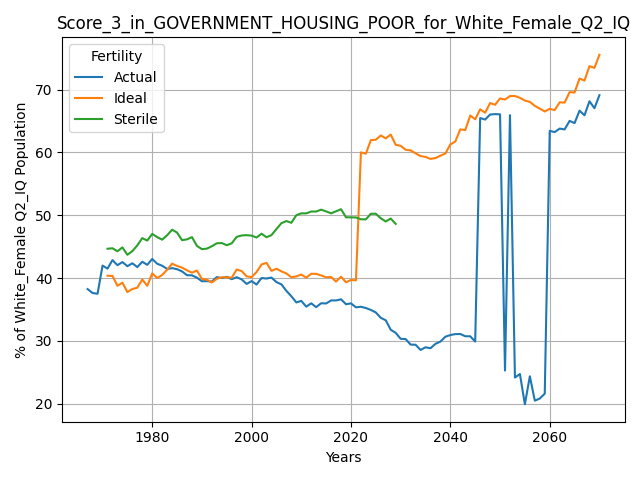 Score_3_in_GOVERNMENT_HOUSING_POOR_for_White_Female_Q2_IQ
Fertility
Actual
Ideal
Sterile
% of White_Female Q2_IQ Population
70
60
50
40
30
20
1980
2000
2020
2040
2060
Years